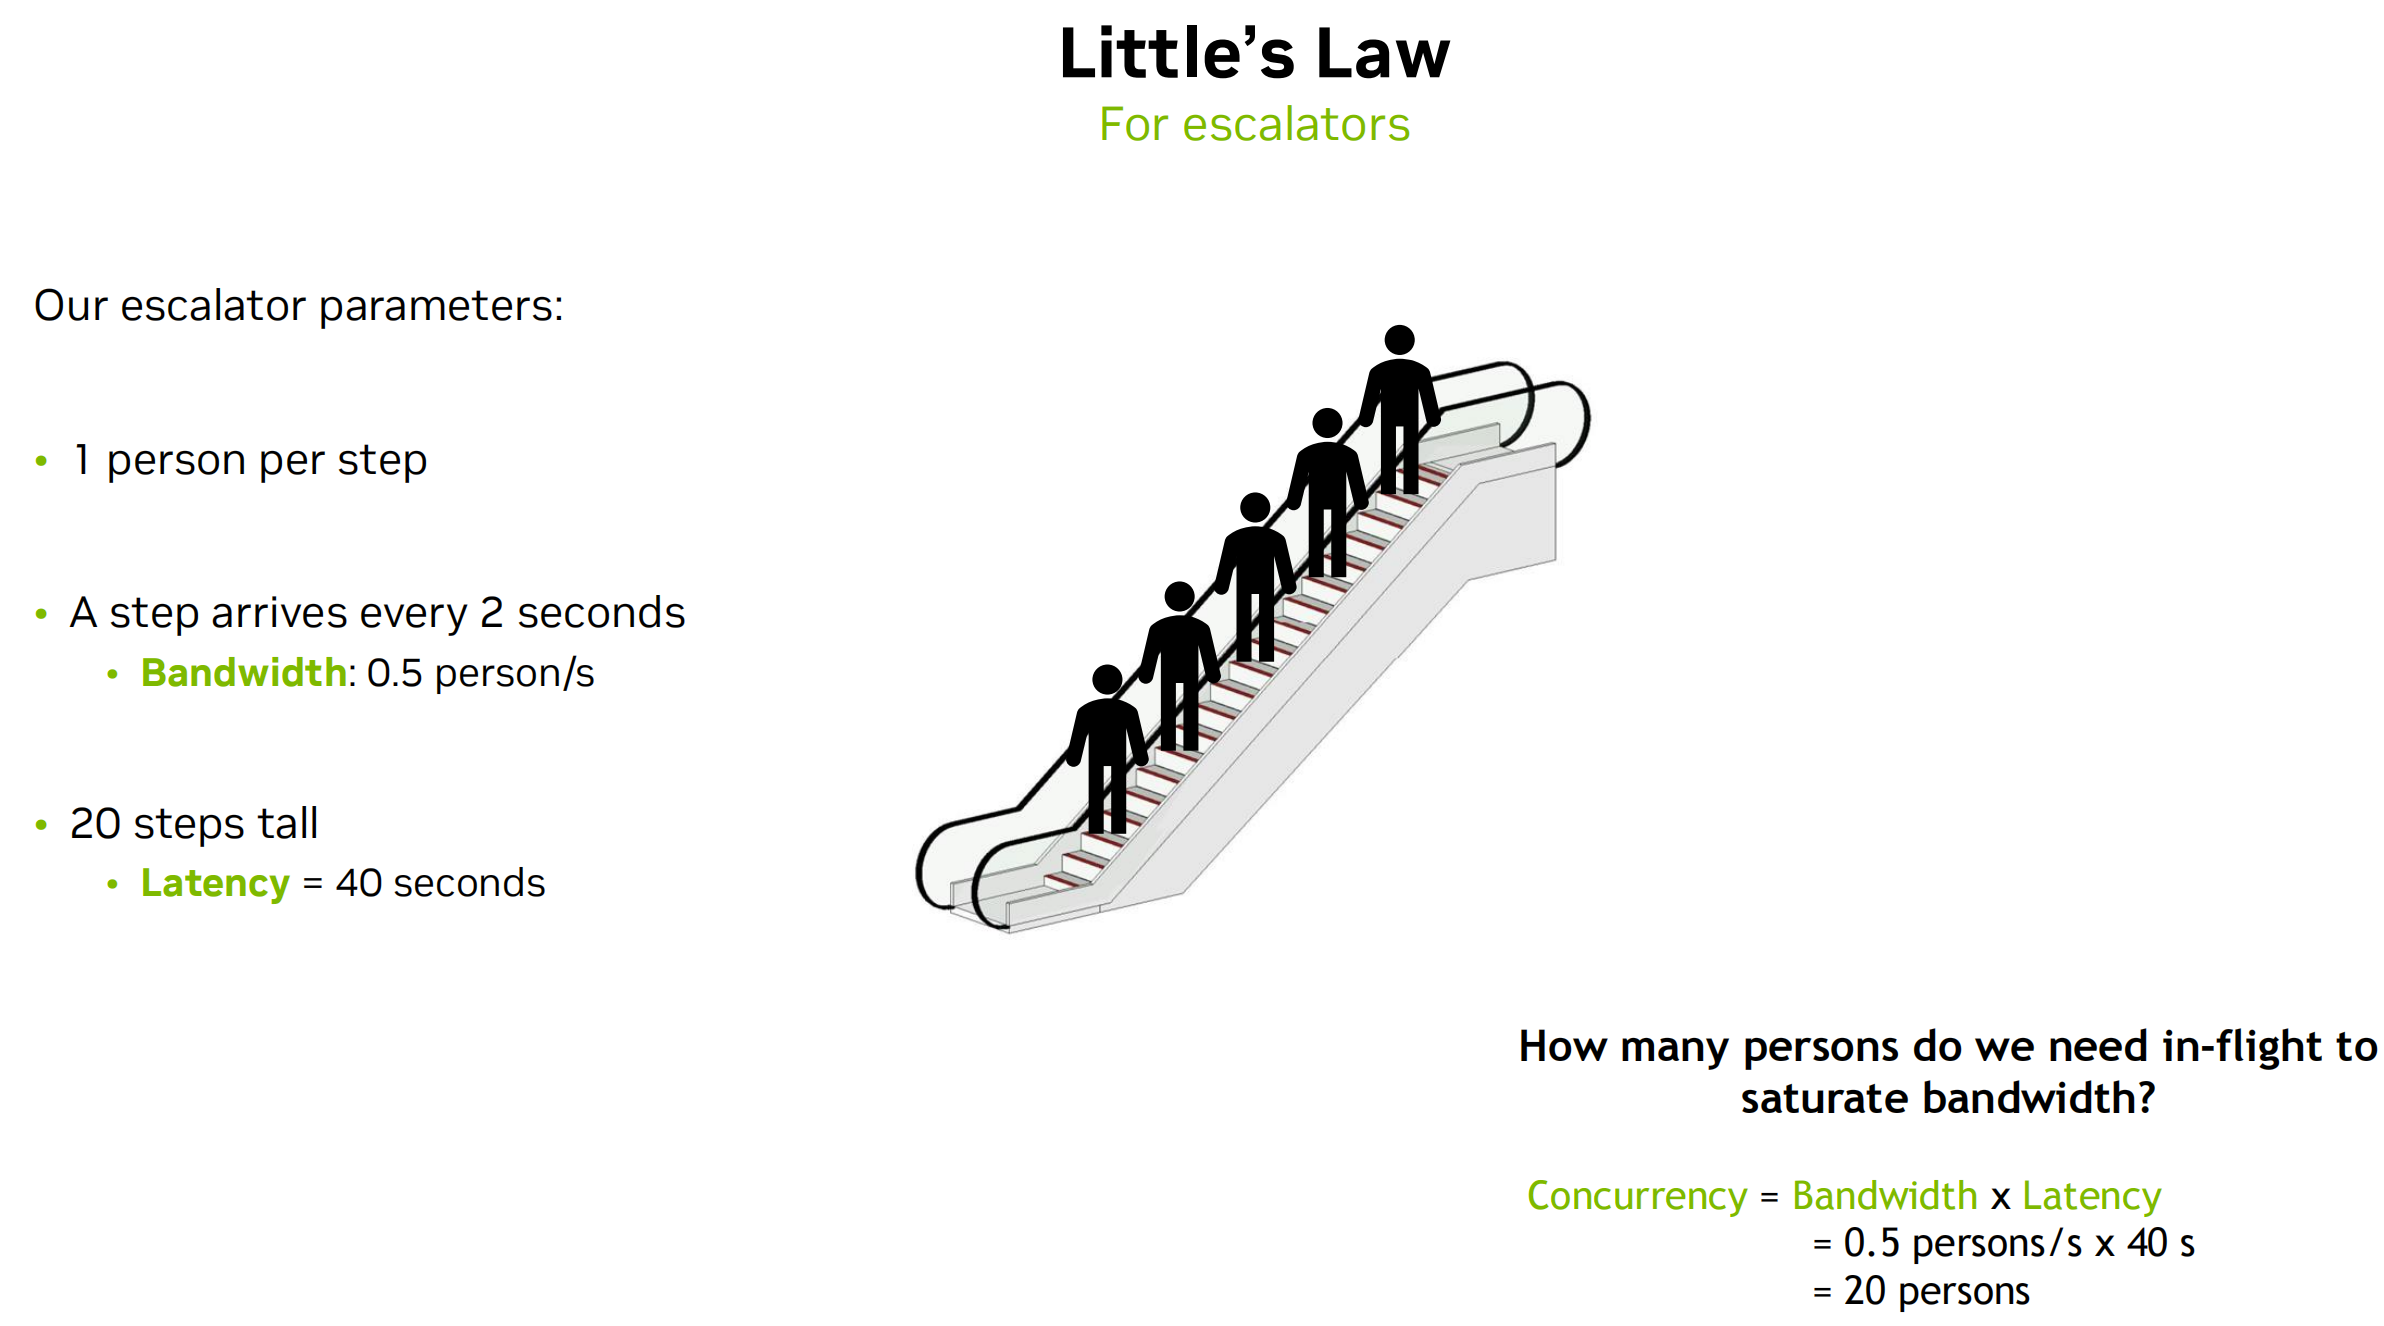 Little’s Law
For escalators
Our escalator parameters:
• 1 person per step
• A step arrives every 2 seconds
• Bandwidth: 0.5 person/s
• 20 steps tall
• Latency = 40 seconds
How many persons do we need in-flight to
saturate bandwidth?
Concurrency = Bandwidth x Latency
= 0.5 persons/s x 40 s
= 20 persons